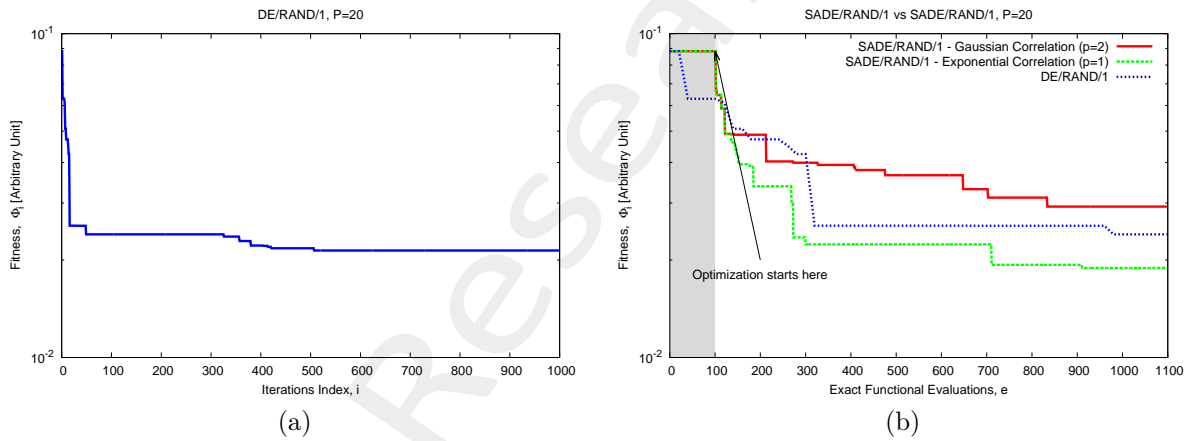 DE/RAND/1, P=20
10^-1
10^-2
Fitness, Φ_i [Arbitrary Unit]
0 100 200 300 400 500 600 700 800 900 1000
Iterations Index, i
(a)
SADE/RAND/1 vs SADE/RAND/1, P=20
10^-1
10^-2
Fitness, Φ_i [Arbitrary Unit]
SADE/RAND/1 - Gaussian Correlation (p=2)
SADE/RAND/1 - Exponential Correlation (p=1)
DE/RAND/1
Optimization starts here
0 100 200 300 400 500 600 700 800 900 1000 1100
Exact Functional Evaluations, e
(b)